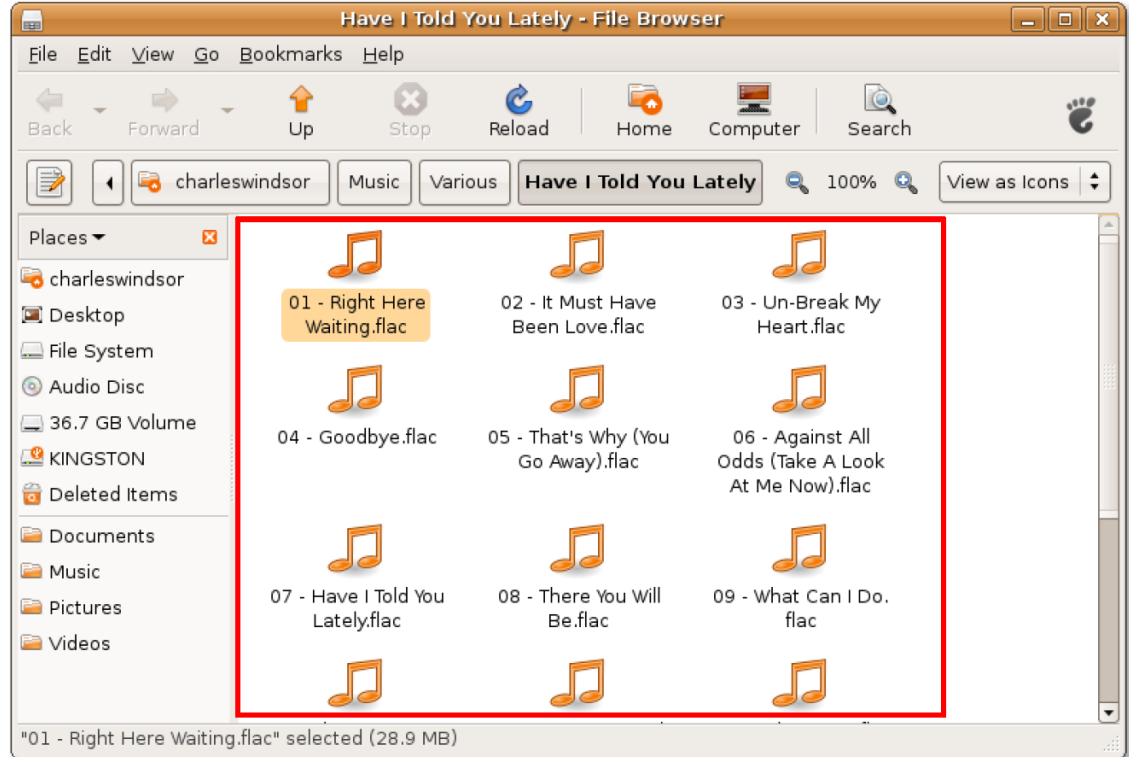 Have I Told You Lately - File Browser
File Edit View Go Bookmarks Help
Back Forward Up Stop Reload Home Computer Search
charleswindsor Music Various Have I Told You Lately 100% View as Icons
Places
charleswindsor
Desktop
File System
Audio Disc
36.7 GB Volume
KINGSTON
Deleted Items
Documents
Music
Pictures
Videos
01 - Right Here
Waiting.flac
02 - It Must Have
Been Love.flac
03 - Un-Break My
Heart.flac
04 - Goodbye.flac
05 - That's Why (You
Go Away).flac
06 - Against All
Odds (Take A Look
At Me Now).flac
07 - Have I Told You
Lately.flac
08 - There You Will
Be.flac
09 - What Can I Do.
flac
"01 - Right Here Waiting.flac" selected (28.9 MB)